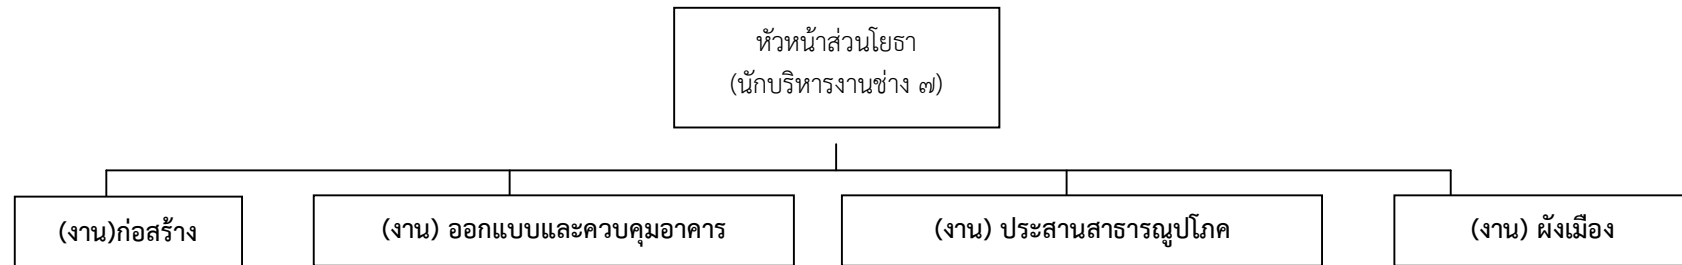 หัวหน้าส่วนโยธา
(นักบริหารงานช่าง ๗)
(งาน)ก่อสร้าง
(งาน) ออกแบบและควบคุมอาคาร
(งาน) ประสานสาธารณูปโภค
(งาน) ผังเมือง